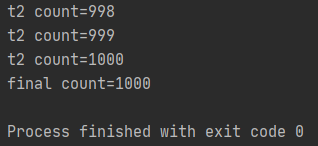 t2 count=998
t2 count=999
t2 count=1000
final count=1000
Process finished with exit code 0